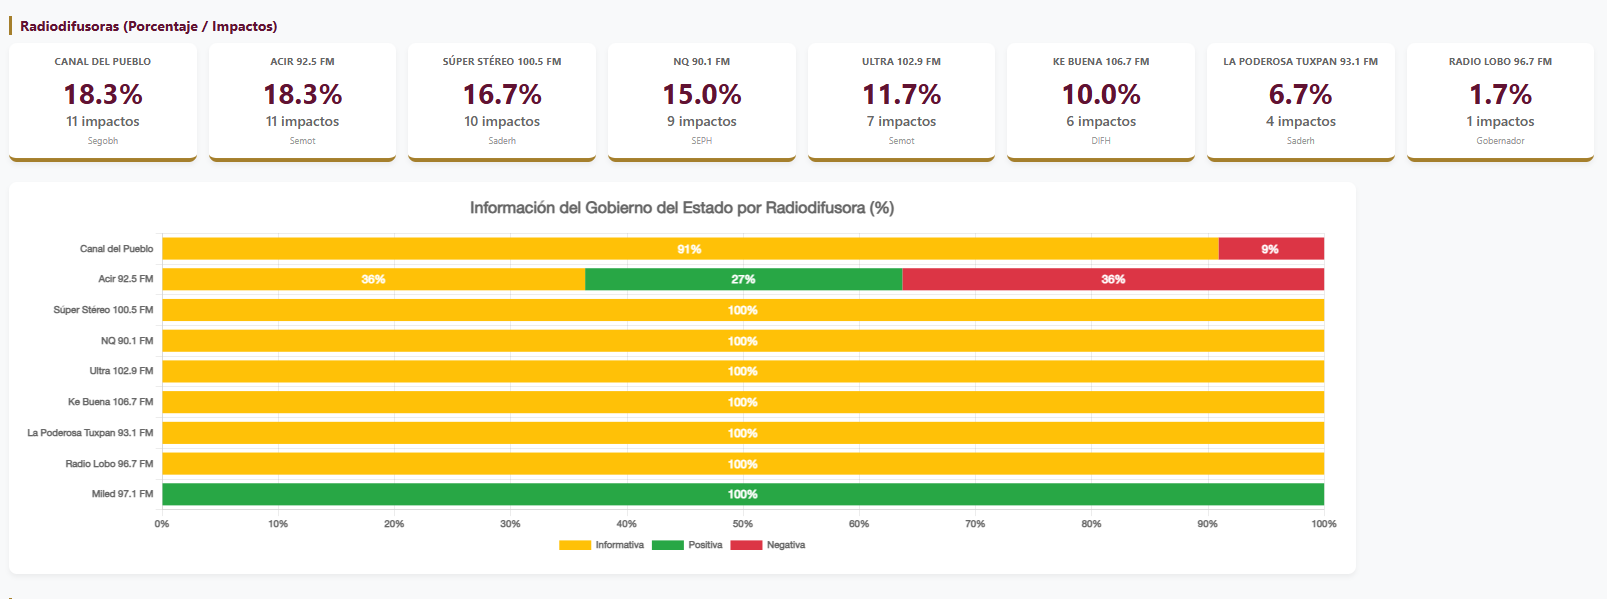 Radiodifusoras (Porcentaje / Impactos)
CANAL DEL PUEBLO
18.3%
11 impactos
Segobh
ACIR 92.5 FM
18.3%
11 impactos
Semot
SÚPER STÉREO 100.5 FM
16.7%
10 impactos
Saderh
NQ 90.1 FM
15.0%
9 impactos
SEPH
ULTRA 102.9 FM
11.7%
7 impactos
Semot
KE BUENA 106.7 FM
10.0%
6 impactos
DIFH
LA PODEROSA TUXPAN 93.1 FM
6.7%
4 impactos
Saderh
RADIO LOBO 96.7 FM
1.7%
1 impactos
Gobernador
Información del Gobierno del Estado por Radiodifusora (%)
Canal del Pueblo 91% 9%
Acir 92.5 FM 36% 27% 36%
Súper Stéreo 100.5 FM 100%
NQ 90.1 FM 100%
Ultra 102.9 FM 100%
Ke Buena 106.7 FM 100%
La Poderosa Tuxpan 93.1 FM 100%
Radio Lobo 96.7 FM 100%
Miled 97.1 FM 100%
0% 10% 20% 30% 40% 50% 60% 70% 80% 90% 100%
Informativa Positiva Negativa